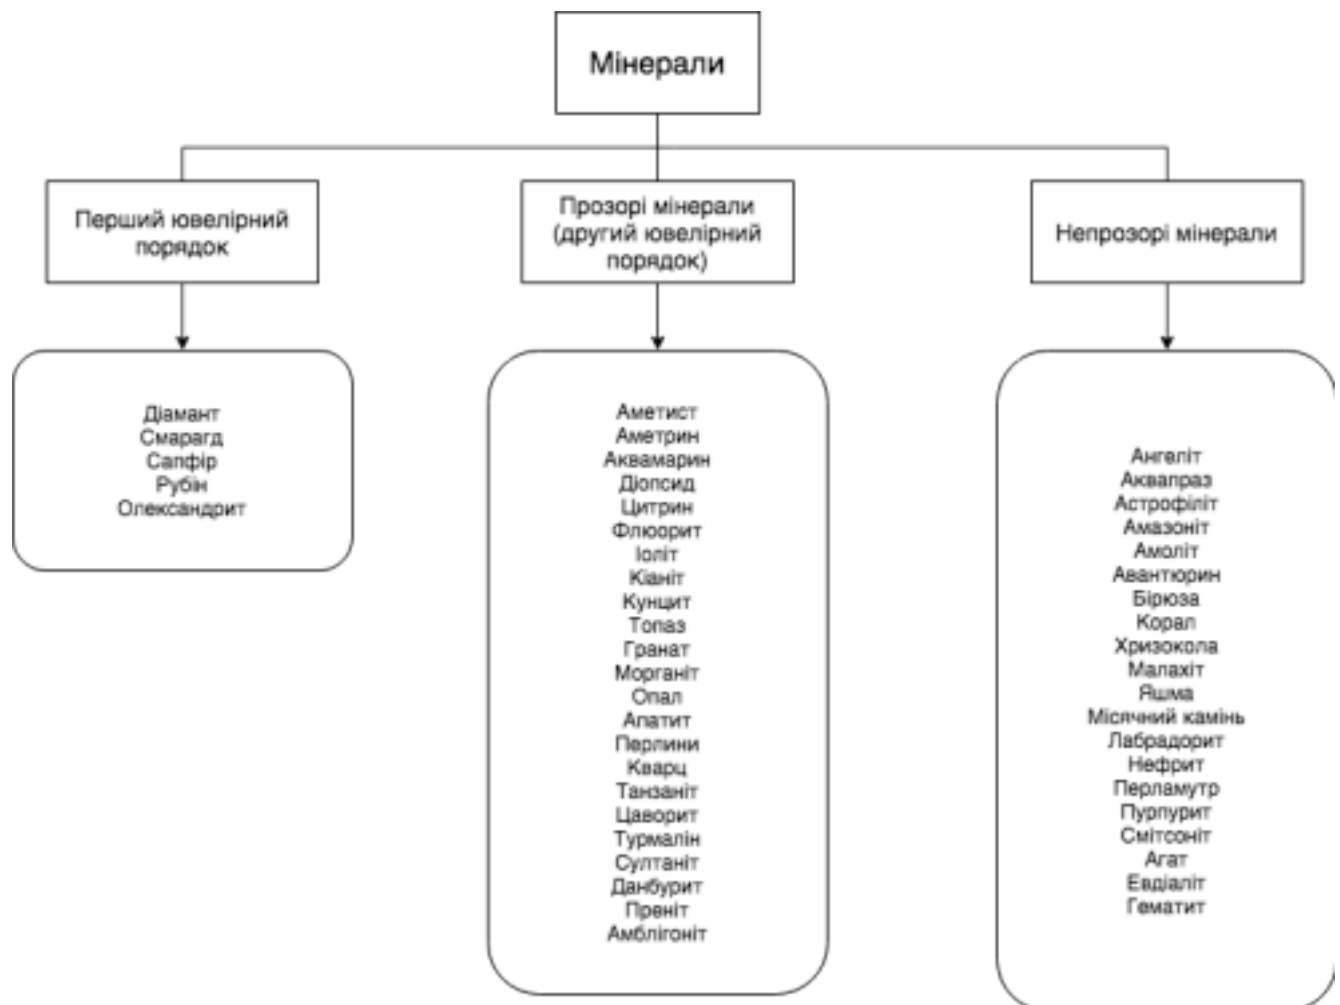 Мінерали
Перший ювелірний
порядок
Прозорі мінерали
(другий ювелірний
порядок)
Непрозорі мінерали
Діамант
Смарагд
Сапфір
Рубін
Олександрит
Аметист
Аметрин
Аквамарин
Діопсид
Цитрин
Флюорит
Іоліт
Кіаніт
Кунцит
Топаз
Гранат
Морганіт
Опал
Апатит
Перлини
Кварц
Танзаніт
Цаворит
Турмалін
Султаніт
Данбурит
Преніт
Амблігоніт
Ангеліт
Аквапраз
Астрофіліт
Амазоніт
Амоліт
Авантюрин
Бірюза
Корал
Хризокола
Малахіт
Яшма
Місячний камінь
Лабрадорит
Нефрит
Перламутр
Пурпурит
Смітсоніт
Агат
Евдіаліт
Гематит